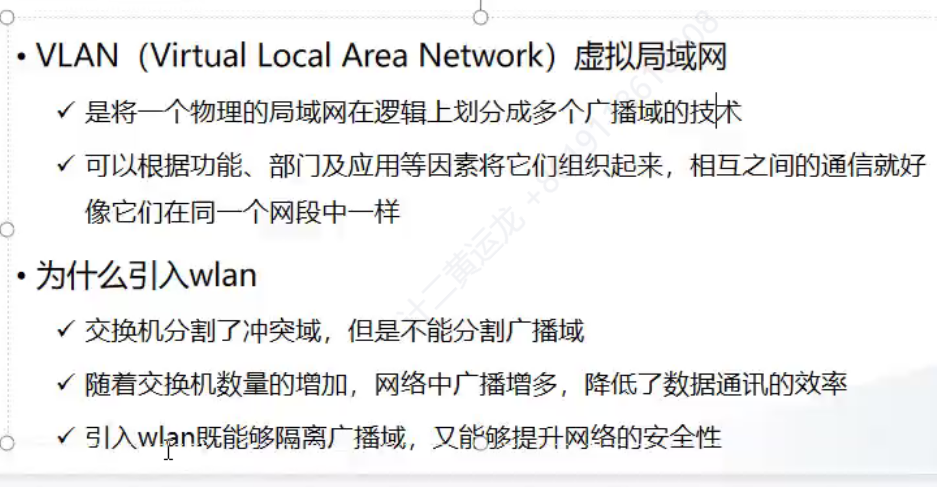 • VLAN（Virtual Local Area Network）虚拟局域网
✓ 是将一个物理的局域网在逻辑上划分成多个广播域的技术
✓ 可以根据功能、部门及应用等因素将它们组织起来，相互之间的通信就好
像它们在同一个网段中一样
• 为什么引入wlan
✓ 交换机分割了冲突域，但是不能分割广播域
✓ 随着交换机数量的增加，网络中广播增多，降低了数据通讯的效率
✓ 引入wlan既能够隔离广播域，又能够提升网络的安全性